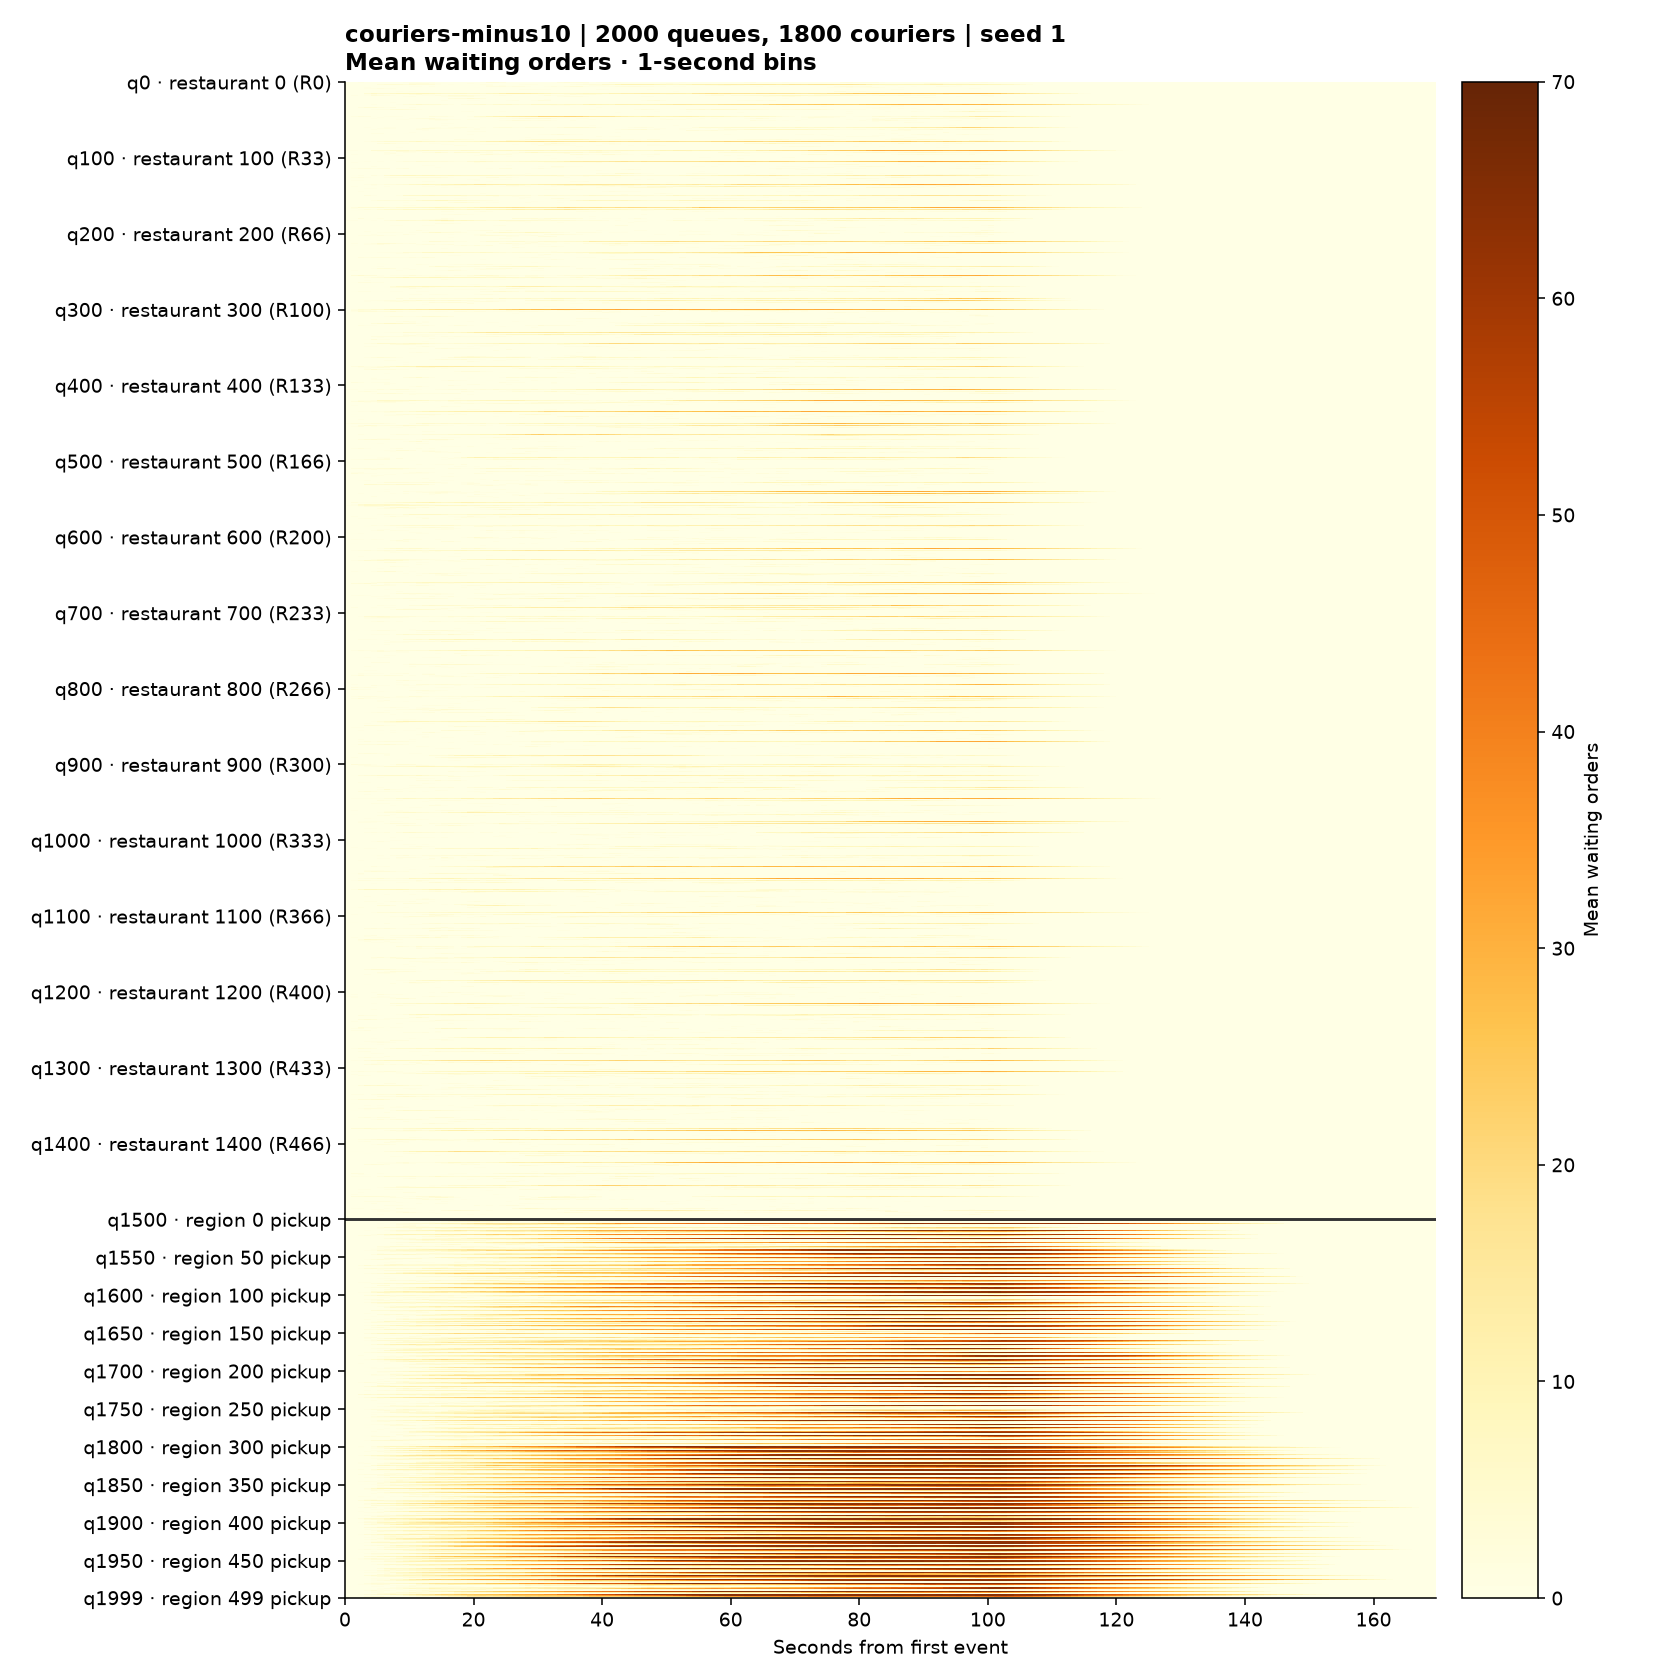 couriers-minus10 | 2000 queues, 1800 couriers | seed 1
Mean waiting orders · 1-second bins
q0 · restaurant 0 (R0)
q100 · restaurant 100 (R33)
q200 · restaurant 200 (R66)
q300 · restaurant 300 (R100)
q400 · restaurant 400 (R133)
q500 · restaurant 500 (R166)
q600 · restaurant 600 (R200)
q700 · restaurant 700 (R233)
q800 · restaurant 800 (R266)
q900 · restaurant 900 (R300)
q1000 · restaurant 1000 (R333)
q1100 · restaurant 1100 (R366)
q1200 · restaurant 1200 (R400)
q1300 · restaurant 1300 (R433)
q1400 · restaurant 1400 (R466)
q1500 · region 0 pickup
q1550 · region 50 pickup
q1600 · region 100 pickup
q1650 · region 150 pickup
q1700 · region 200 pickup
q1750 · region 250 pickup
q1800 · region 300 pickup
q1850 · region 350 pickup
q1900 · region 400 pickup
q1950 · region 450 pickup
q1999 · region 499 pickup
0 20 40 60 80 100 120 140 160
Seconds from first event
70
60
50
40
30
20
10
0
Mean waiting orders